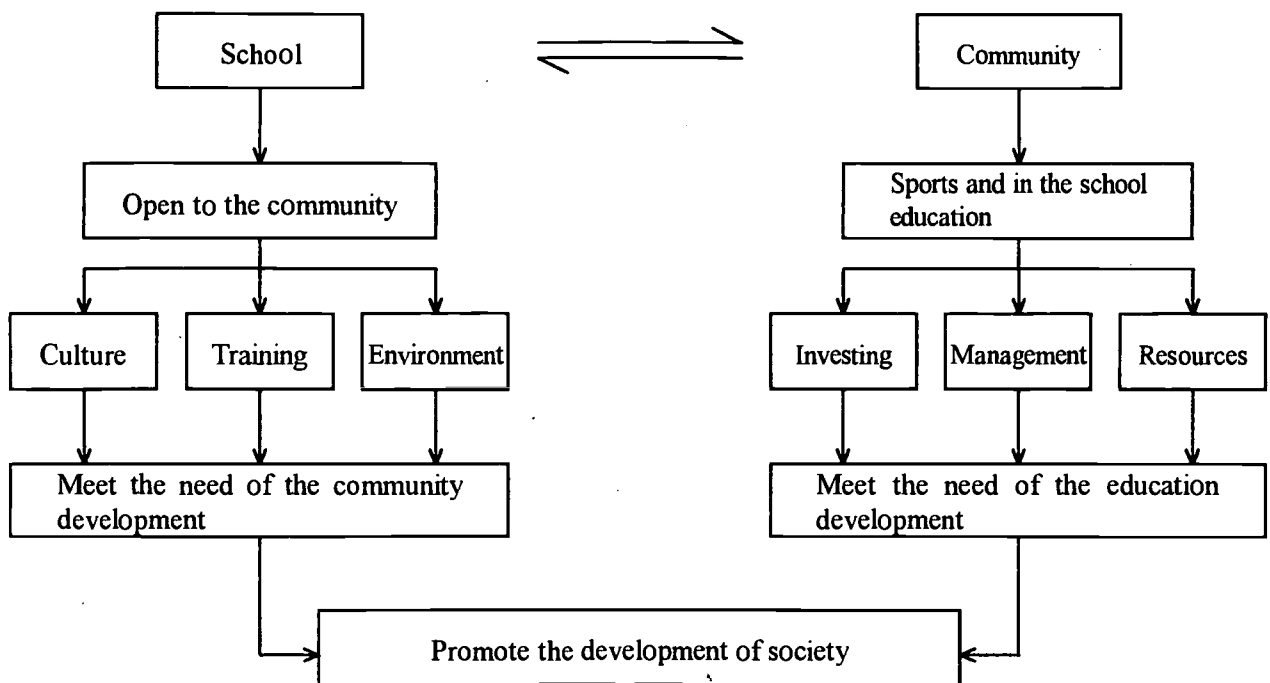 School
Community
Open to the community
Sports and in the school
education
Culture
Training
Environment
Investing
Management
Resources
Meet the need of the community
development
Meet the need of the education
development
Promote the development of society